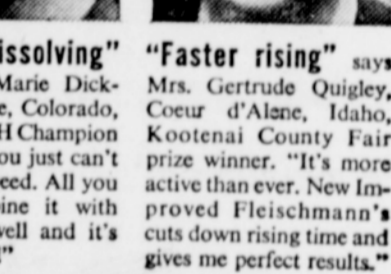 issolving"
Marie Dick-
e, Colorado,
H Champion
ou just can't
eed. All you
ine it with
well and it's
"
"Faster rising" says
Mrs. Gertrude Quigley,
Coeur d'Alene, Idaho,
Kootenai County Fair
prize winner. "It's more
active than ever. New Im-
proved Fleischmann's
cuts down rising time and
gives me perfect results."